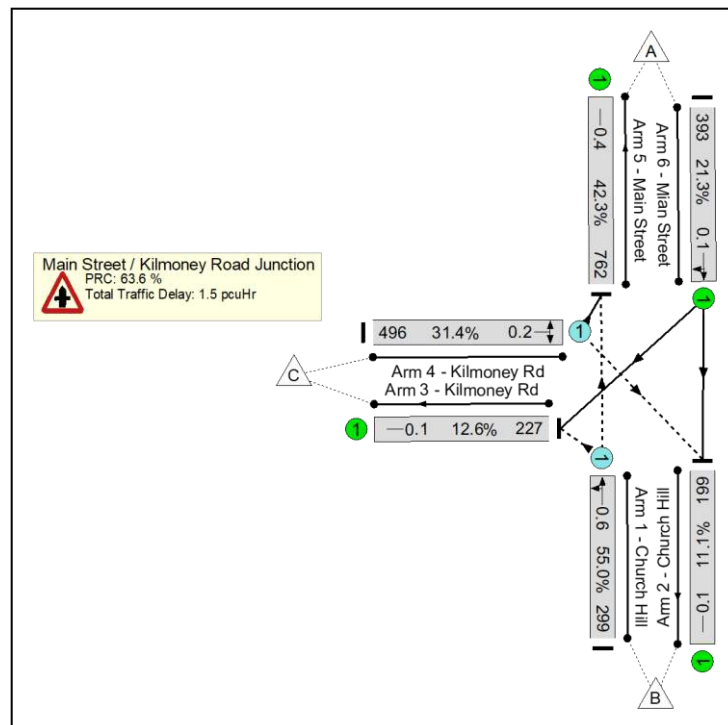 A
1
393 21.3% 0.1
Arm 6 - Mian Street
Arm 5 - Main Street
0.4 42.3% 762
1
Main Street / Kilmoney Road Junction
PRC: 63.6 %
Total Traffic Delay: 1.5 pcuHr
496 31.4% 0.2
1
C
Arm 4 - Kilmoney Rd
Arm 3 - Kilmoney Rd
1
0.1 12.6% 227
1
199 11.1% 0.1
Arm 2 - Church Hill
Arm 1 - Church Hill
0.6 55.0% 299
1
B